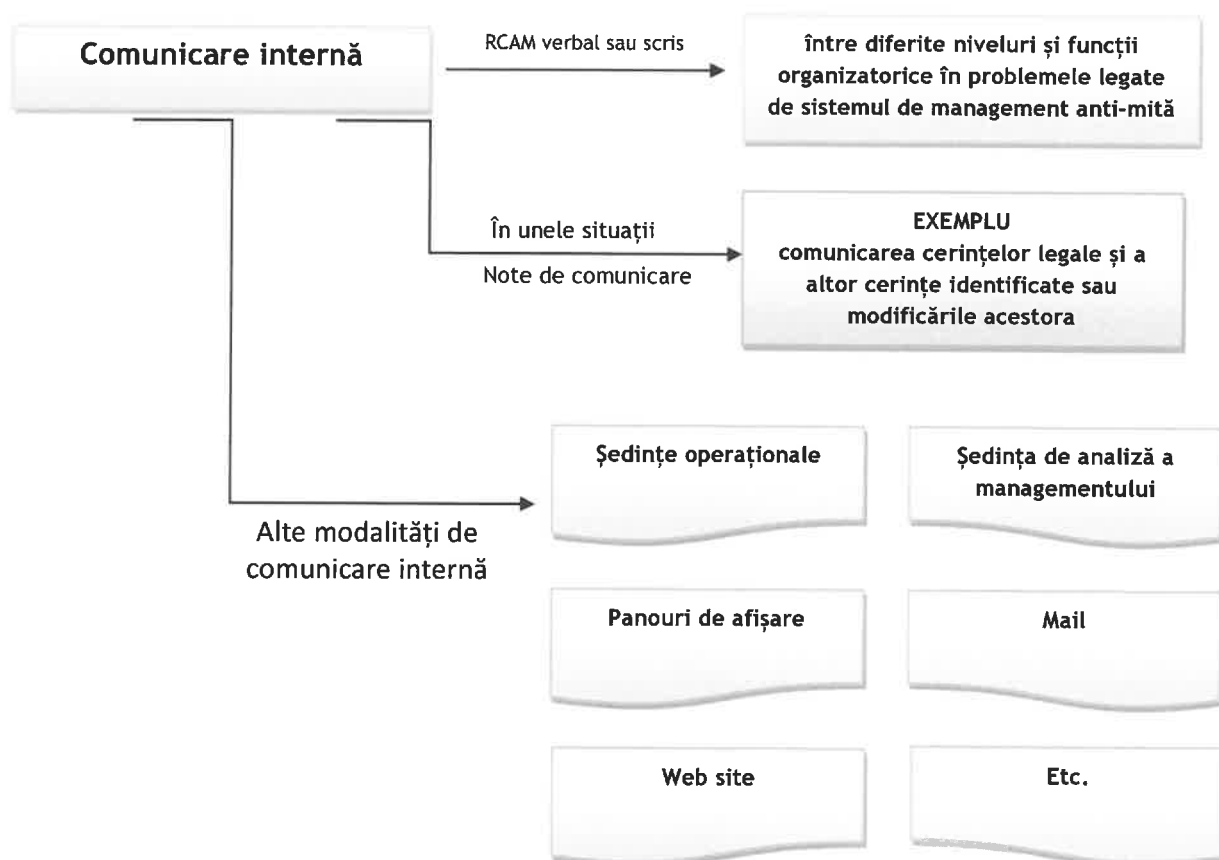 Comunicare internă
RCAM verbal sau scris
între diferite niveluri și funcții
organizatorice în problemele legate
de sistemul de management anti-mită
În unele situații
Note de comunicare
EXEMPLU
comunicarea cerințelor legale și a
altor cerințe identificate sau
modificările acestora
Alte modalități de
comunicare internă
Ședințe operaționale
Ședința de analiză a
managementului
Panouri de afișare
Mail
Web site
Etc.